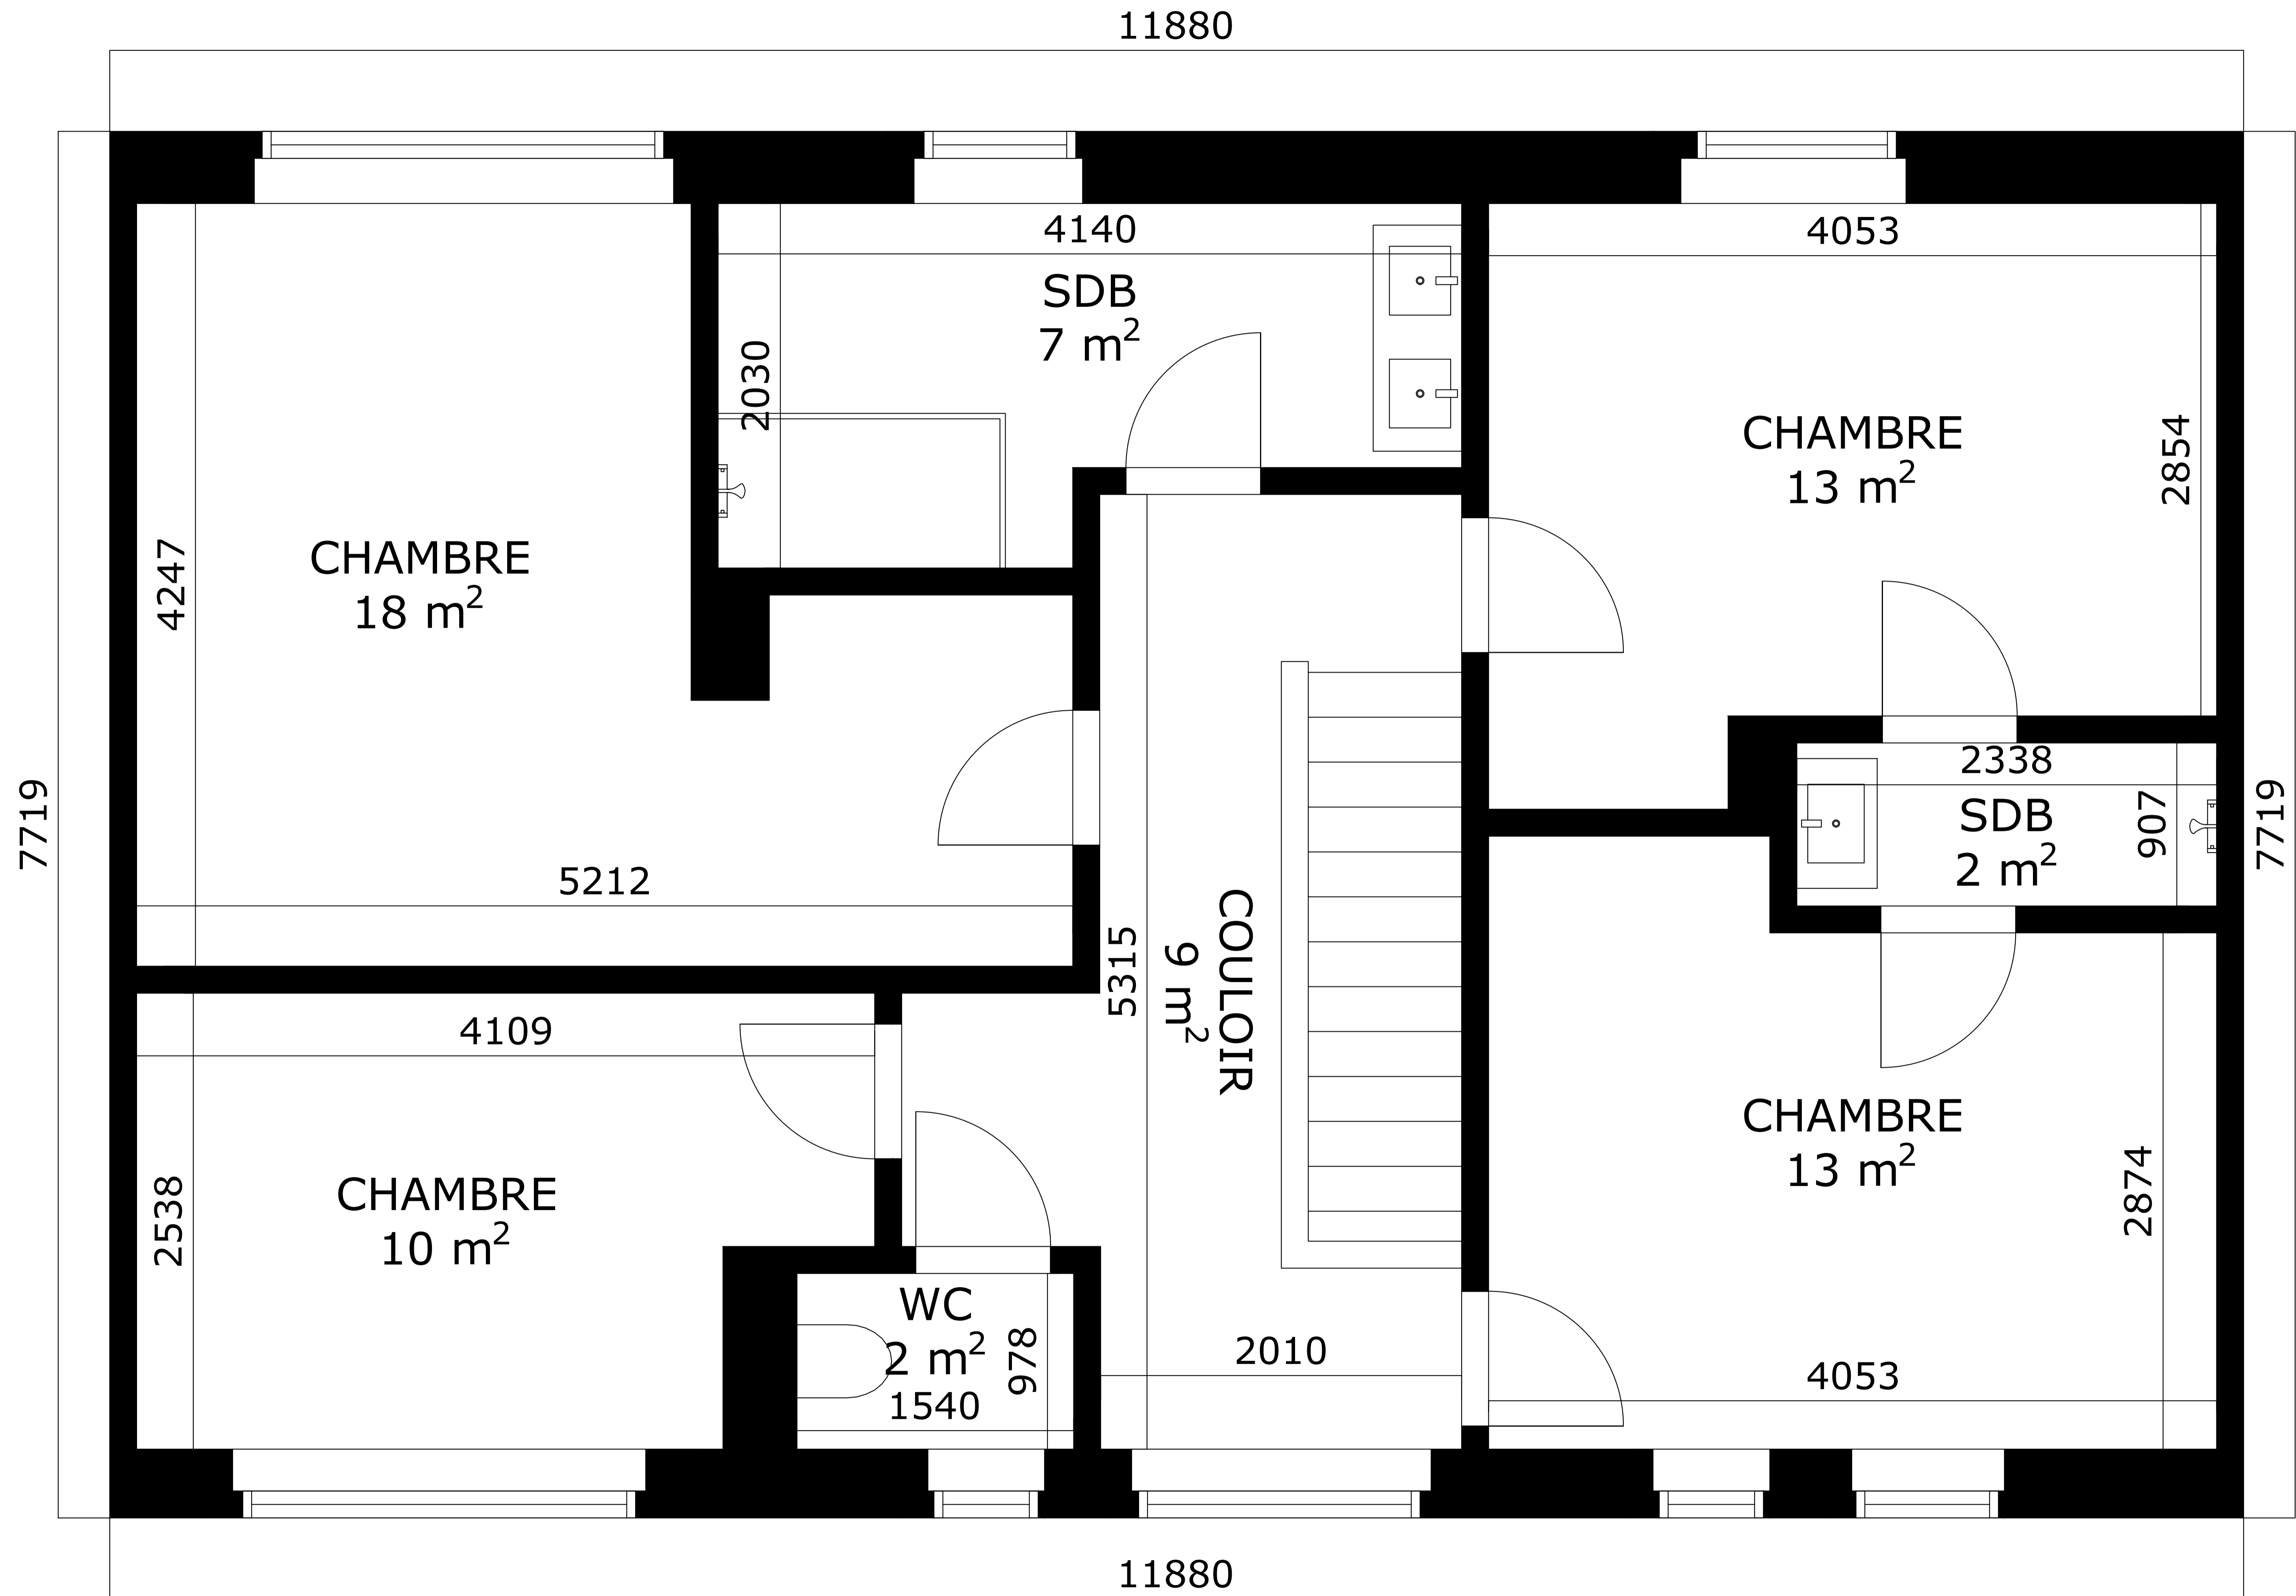 11880
4140
4053
SDB
7 m²
2030
CHAMBRE
13 m²
2854
CHAMBRE
18 m²
4247
7719
2338
SDB
2 m²
907
7719
5212
COULOIR
9 m²
5315
4109
CHAMBRE
13 m²
2874
CHAMBRE
10 m²
2538
WC
2 m²
978
1540
2010
4053
11880